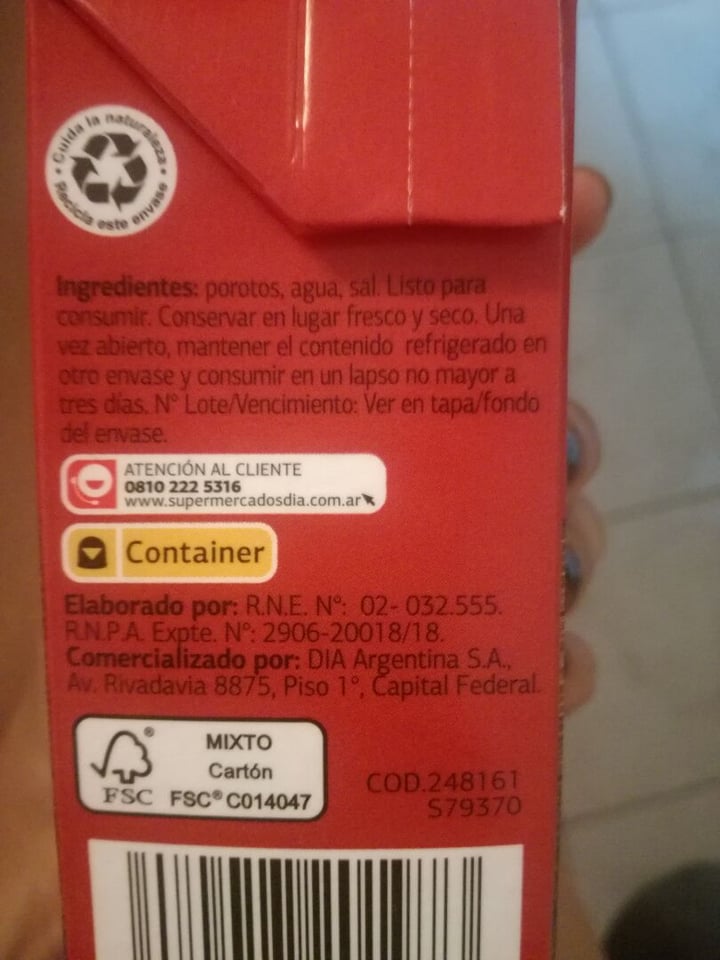 Cuida la naturaleza
• Recicla este envase •
Ingredientes: porotos, agua, sal. Listo para
consumir. Conservar en lugar fresco y seco. Una
vez abierto, mantener el contenido refrigerado en
otro envase y consumir en un lapso no mayor a
tres días. N° Lote/Vencimiento: Ver en tapa/fondo
del envase.
ATENCIÓN AL CLIENTE
0810 222 5316
www.supermercadosdia.com.ar
Container
Elaborado por: R.N.E. N°: 02- 032.555.
R.N.P.A. Expte. N°: 2906-20018/18.
Comercializado por: DIA Argentina S.A.,
Av. Rivadavia 8875, Piso 1°, Capital Federal.
MIXTO
Cartón
FSC® C014047
®
FSC
COD.248161
S79370